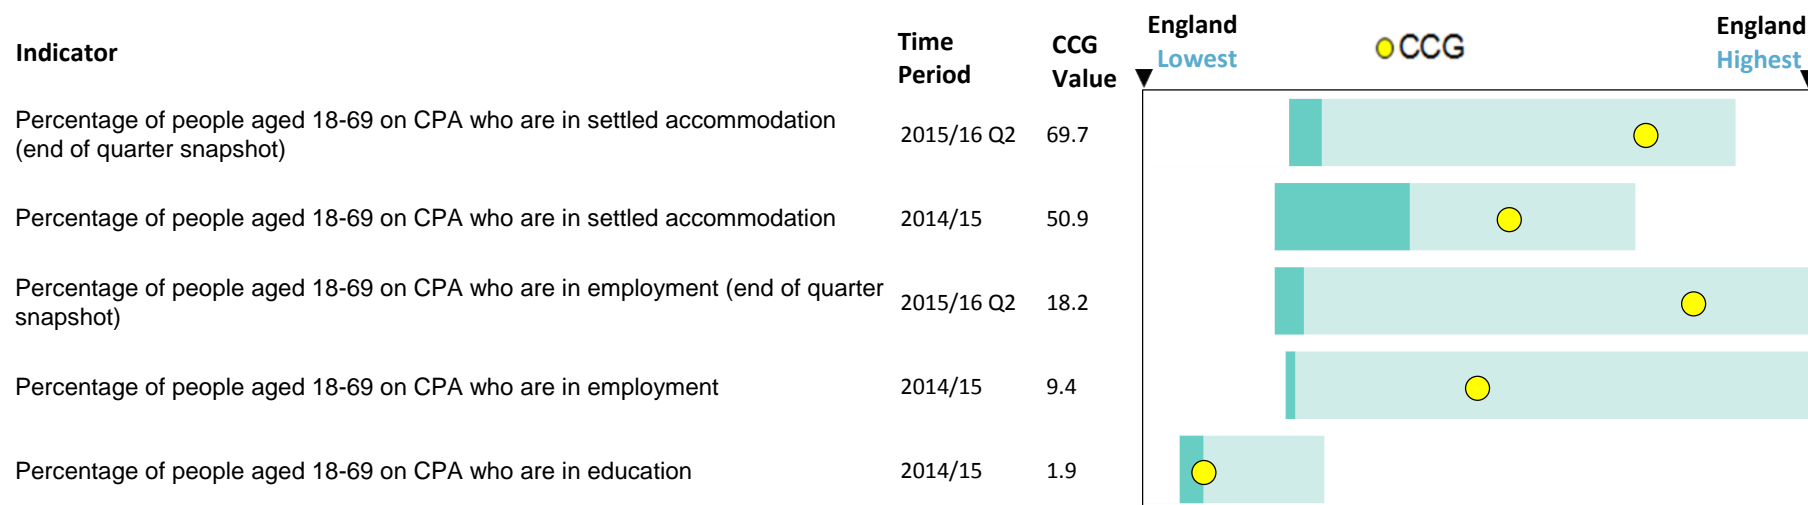 Indicator
Time Period
CCG Value
England Lowest
CCG
England Highest
Percentage of people aged 18-69 on CPA who are in settled accommodation
(end of quarter snapshot)
2015/16 Q2
69.7
Percentage of people aged 18-69 on CPA who are in settled accommodation
2014/15
50.9
Percentage of people aged 18-69 on CPA who are in employment (end of quarter
snapshot)
2015/16 Q2
18.2
Percentage of people aged 18-69 on CPA who are in employment
2014/15
9.4
Percentage of people aged 18-69 on CPA who are in education
2014/15
1.9